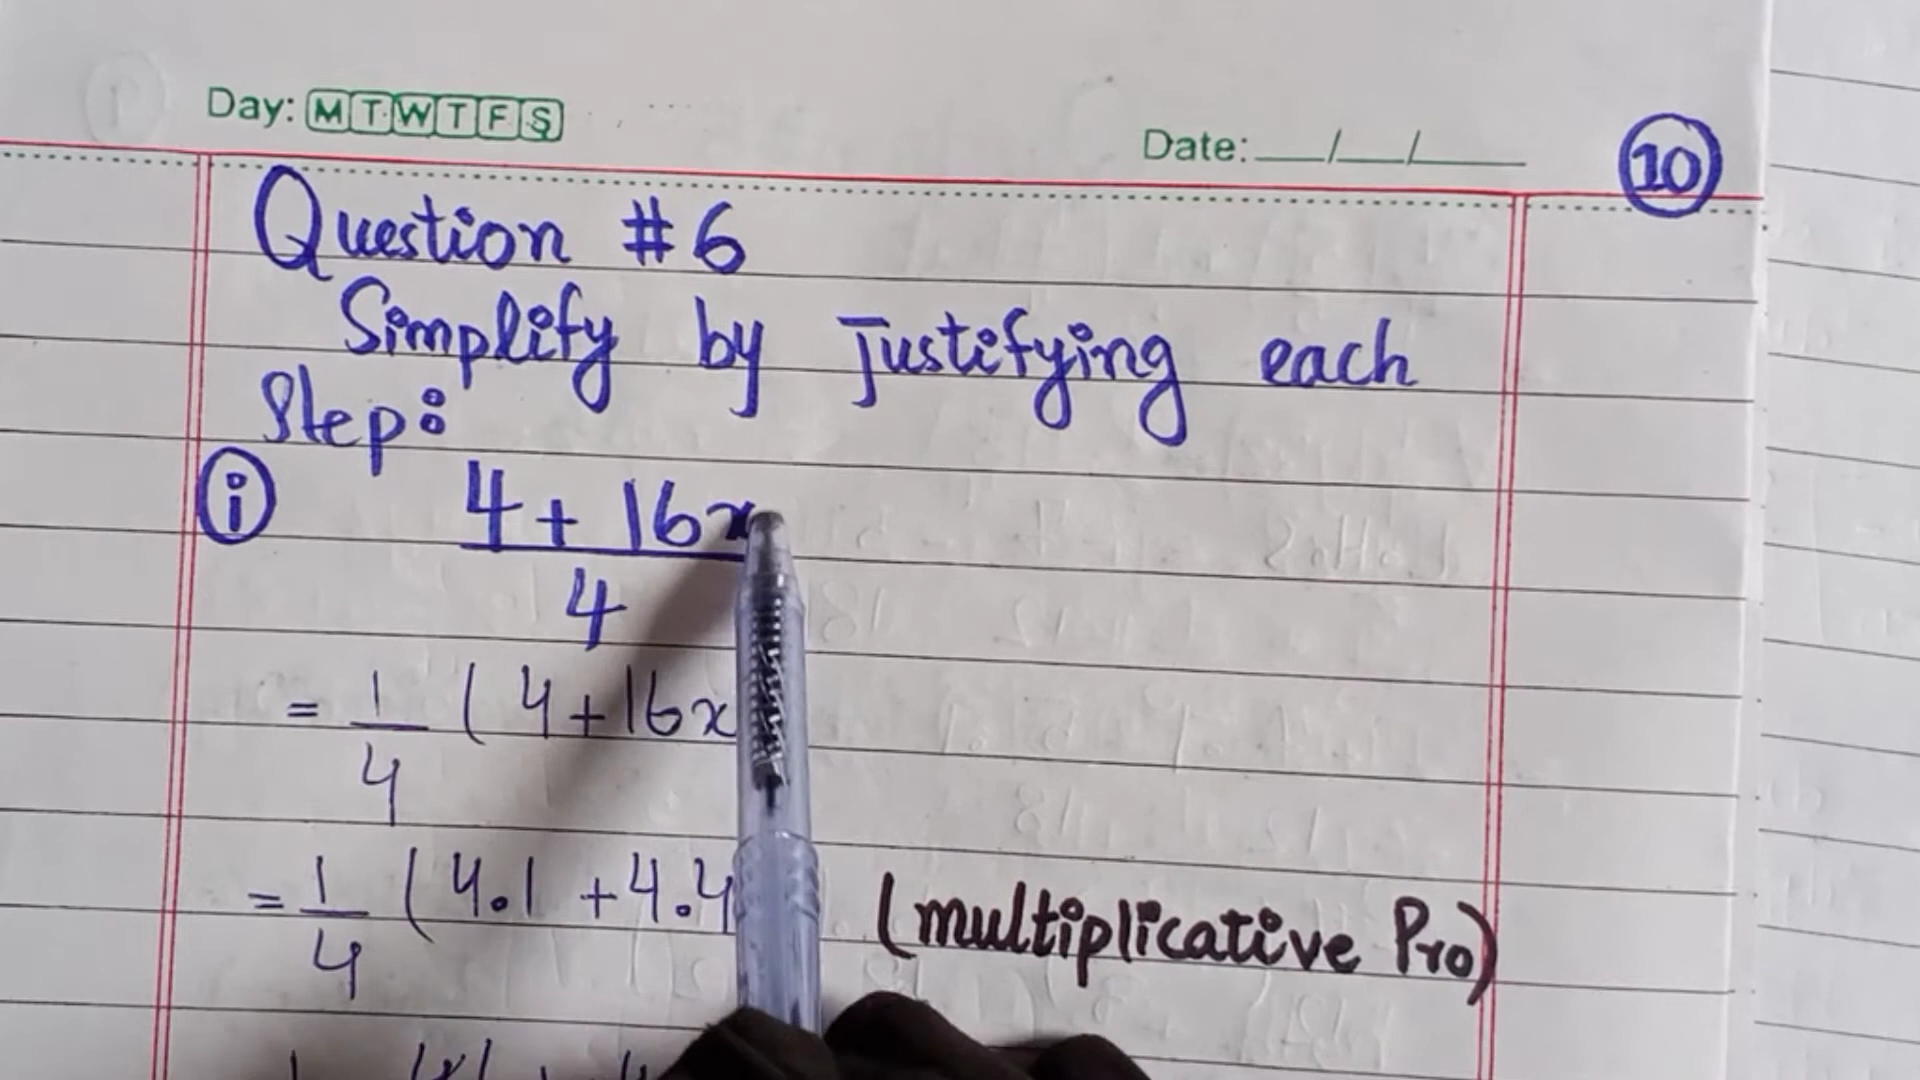 Day: M T W T F S
Date: __/__/____
10
Question #6
Simplify by Justifying each
Step:
i 4 + 16x
4
= 1/4 ( 4 + 16x
= 1/4 ( 4.1 + 4.4 (multiplicative Pro)